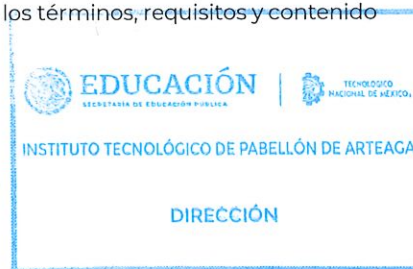 los términos, requisitos y contenido
EDUCACIÓN
SECRETARÍA DE EDUCACIÓN PÚBLICA
TECNOLÓGICO
NACIONAL DE MÉXICO®
INSTITUTO TECNOLÓGICO DE PABELLÓN DE ARTEAGA
DIRECCIÓN